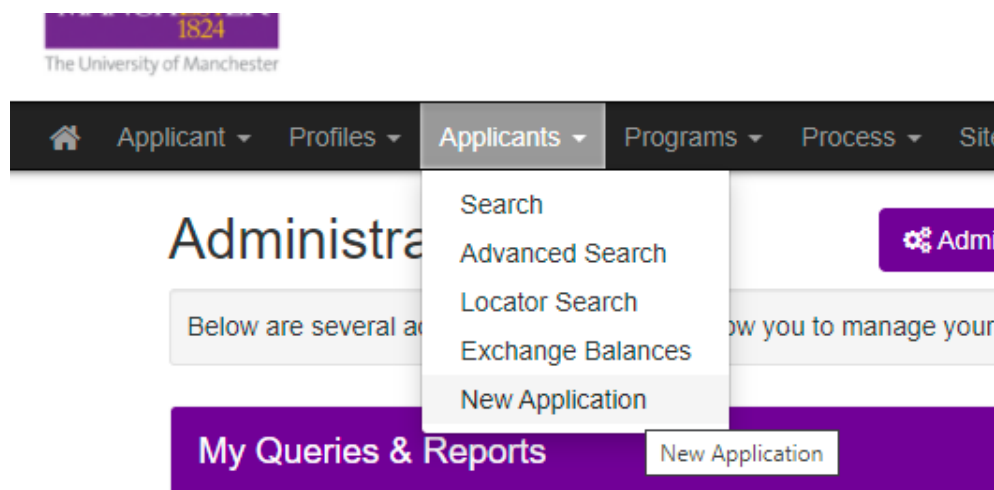 1824
The University of Manchester
Applicant Profiles Applicants Programs Process
Search
Advanced Search
Locator Search
Exchange Balances
New Application
Below are several you to manage your
My Queries & Reports
New Application